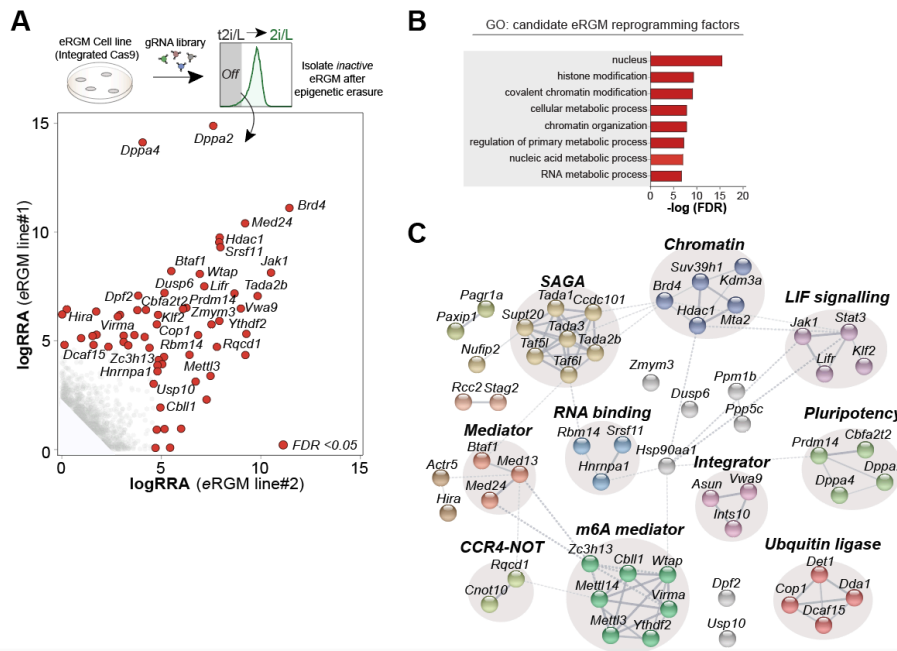 A
eRGM Cell line
(Integrated Cas9)
gRNA library
t2i/L → 2i/L
Off
Isolate inactive
eRGM after
epigenetic erasure
15
10
5
0
0
5
10
15
logRRA (eRGM line#1)
logRRA (eRGM line#2)
Dppa2
Dppa4
Brd4
Med24
Hdac1
Srsf11
Btaf1
Wtap
Jak1
Dusp6
Lifr
Tada2b
Dpf2
Cbfa2t2
Prdm14
Hira
Klf2
Zmym3
Vwa9
Virma
Cop1
Ythdf2
Dcaf15
Rbm14
Rqcd1
Zc3h13
Mettl3
Hnrnpa1
Usp10
Cbll1
FDR <0.05
B
GO: candidate eRGM reprogramming factors
nucleus
histone modification
covalent chromatin modification
cellular metabolic process
chromatin organization
regulation of primary metabolic process
nucleic acid metabolic process
RNA metabolic process
0 5 10 15 20
-log (FDR)
C
Chromatin
Suv39h1
Kdm3a
Brd4
Hdac1
Mta2
SAGA
Tada1
Ccdc101
Supt20
Tada3
Taf5l
Tada2b
Taf6l
Pagr1a
Paxip1
Nufip2
LIF signalling
Jak1
Stat3
Lifr
Klf2
Zmym3
Ppm1b
Dusp6
Ppp5c
Rcc2
Stag2
RNA binding
Rbm14
Srsf11
Hnrnpa1
Hsp90aa1
Pluripotency
Prdm14
Cbfa2t2
Dppa4
Mediator
Btaf1
Med13
Med24
Actr5
Hira
Integrator
Asun
Vwa9
Ints10
CCR4-NOT
Rqcd1
Cnot10
m6A mediator
Zc3h13
Cbll1
Wtap
Mettl14
Virma
Mettl3
Ythdf2
Dpf2
Usp10
Ubquitin ligase
Det1
Cop1
Dda1
Dcaf15